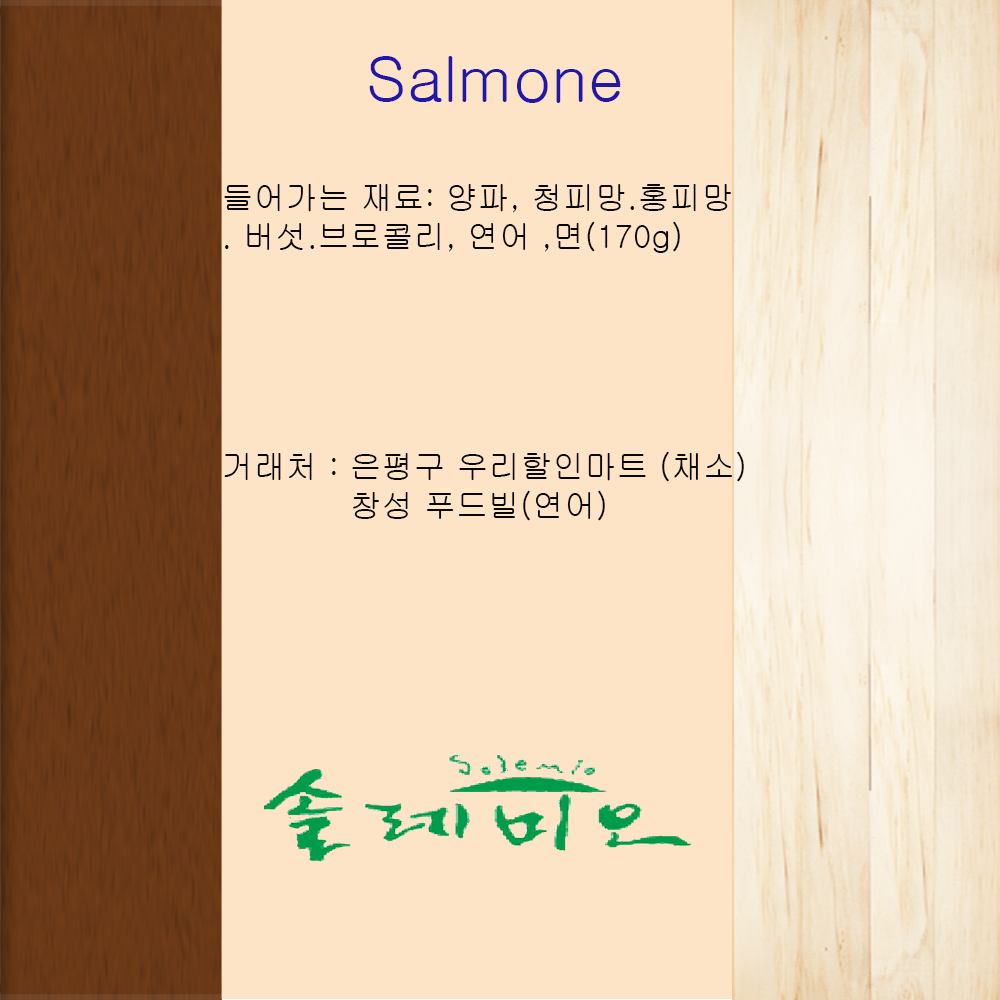 Salmone
들어가는 재료: 양파, 청피망.홍피망
. 버섯.브로콜리, 연어 ,면(170g)
거래처 : 은평구 우리할인마트 (채소)
창성 푸드빌(연어)
Solemio
솔레미오